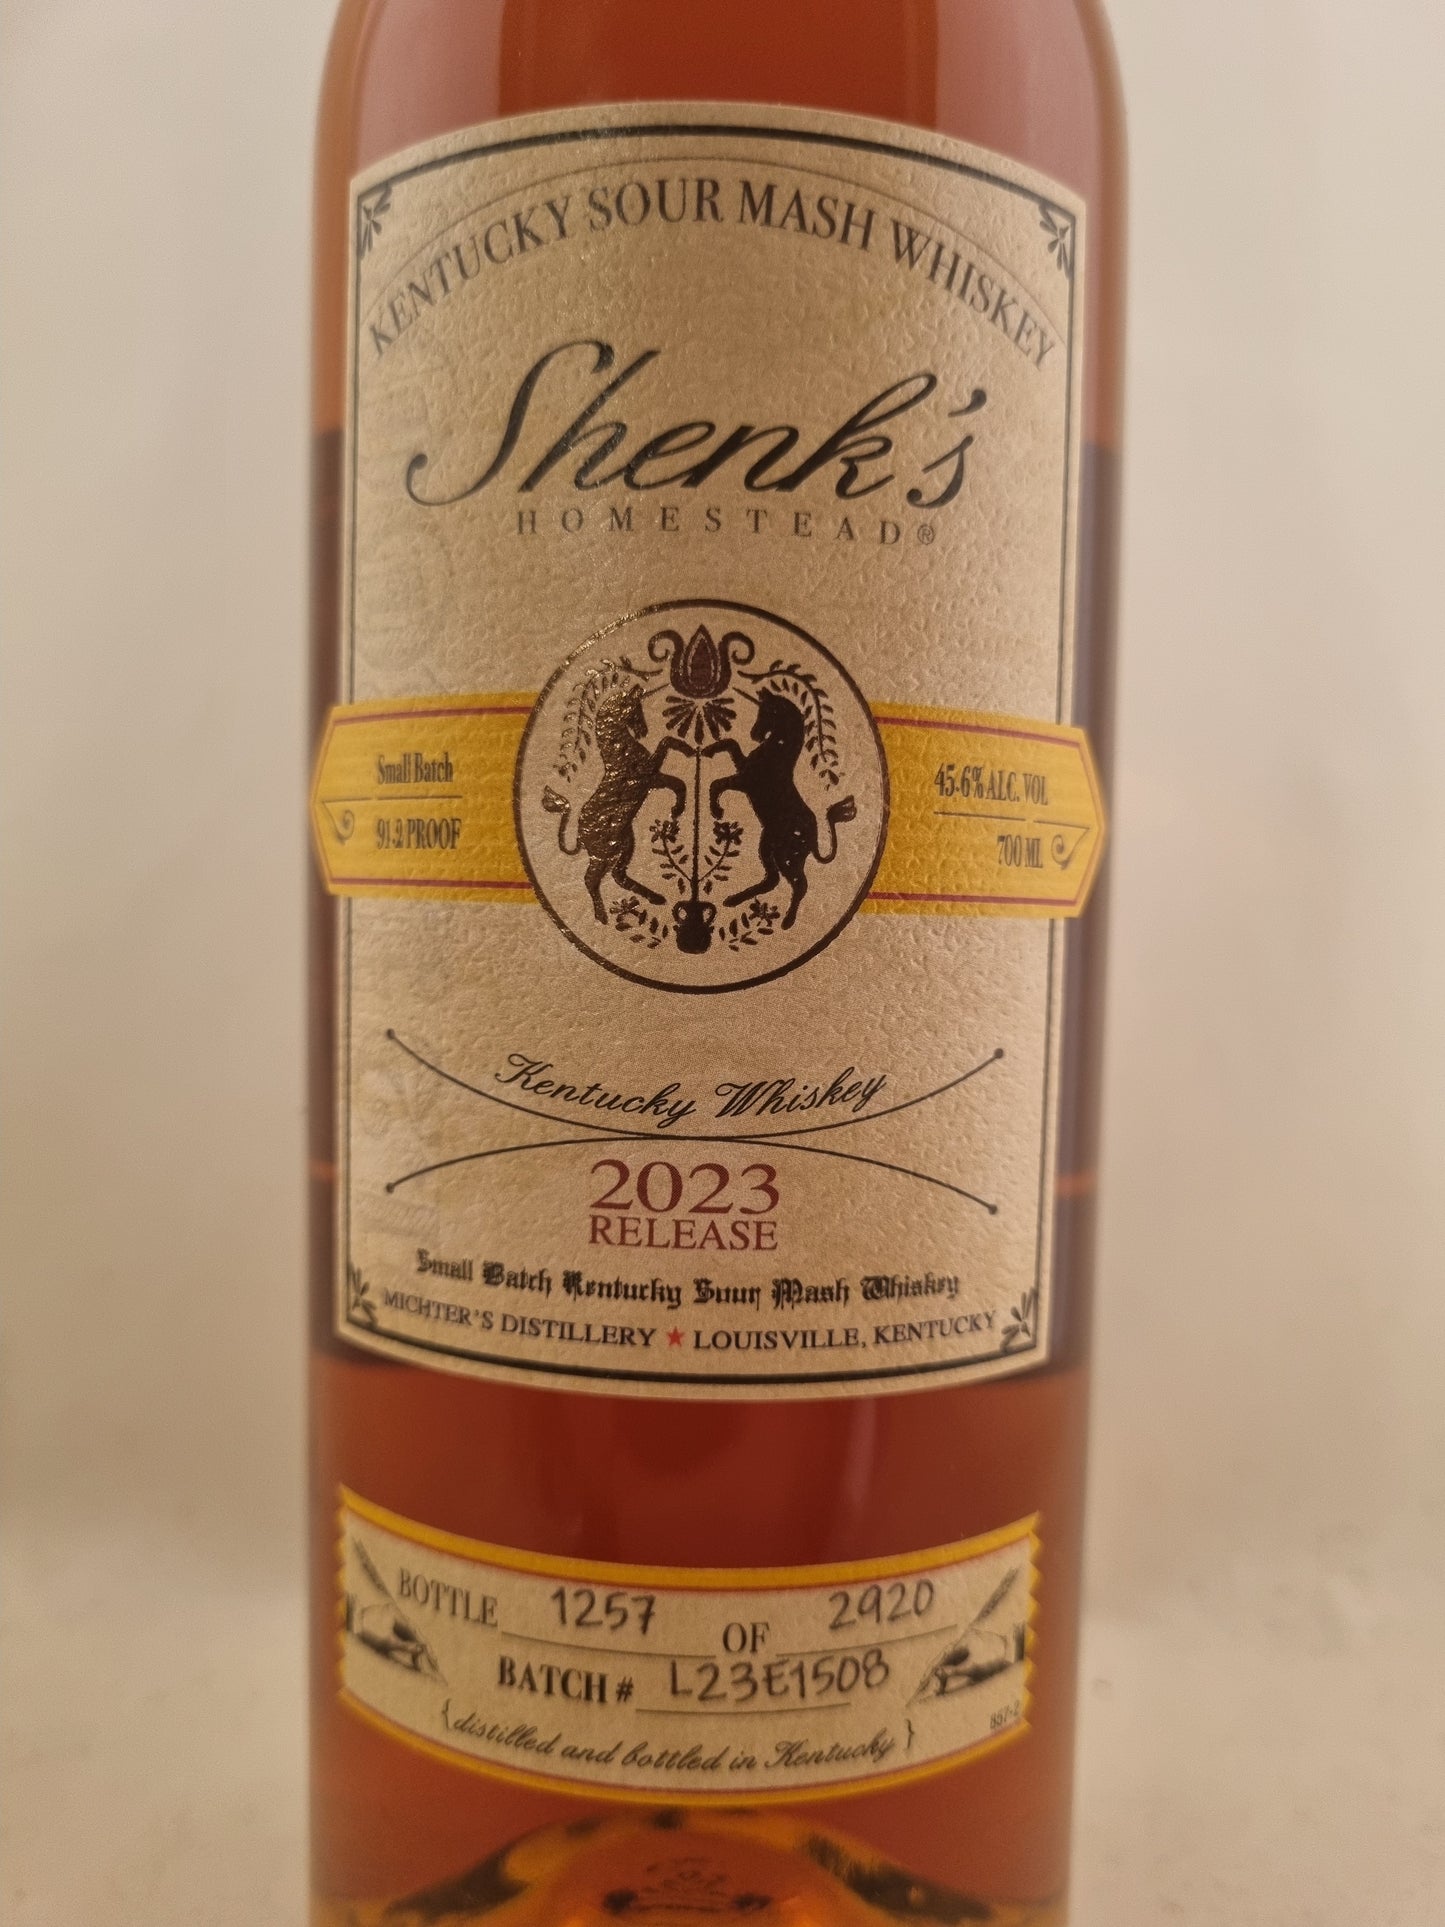 KENTUCKY SOUR MASH WHISKEY
Shenk's
HOMESTEAD®
Small Batch
91.2 PROOF
45.6% ALC. VOL
700 ML
Kentucky Whiskey
2023
RELEASE
Small Batch Kentucky Sour Mash Whiskey
MICHTER'S DISTILLERY ★ LOUISVILLE, KENTUCKY
BOTTLE 1257 OF 2920
BATCH # L23E1508
{distilled and bottled in Kentucky}
857-2